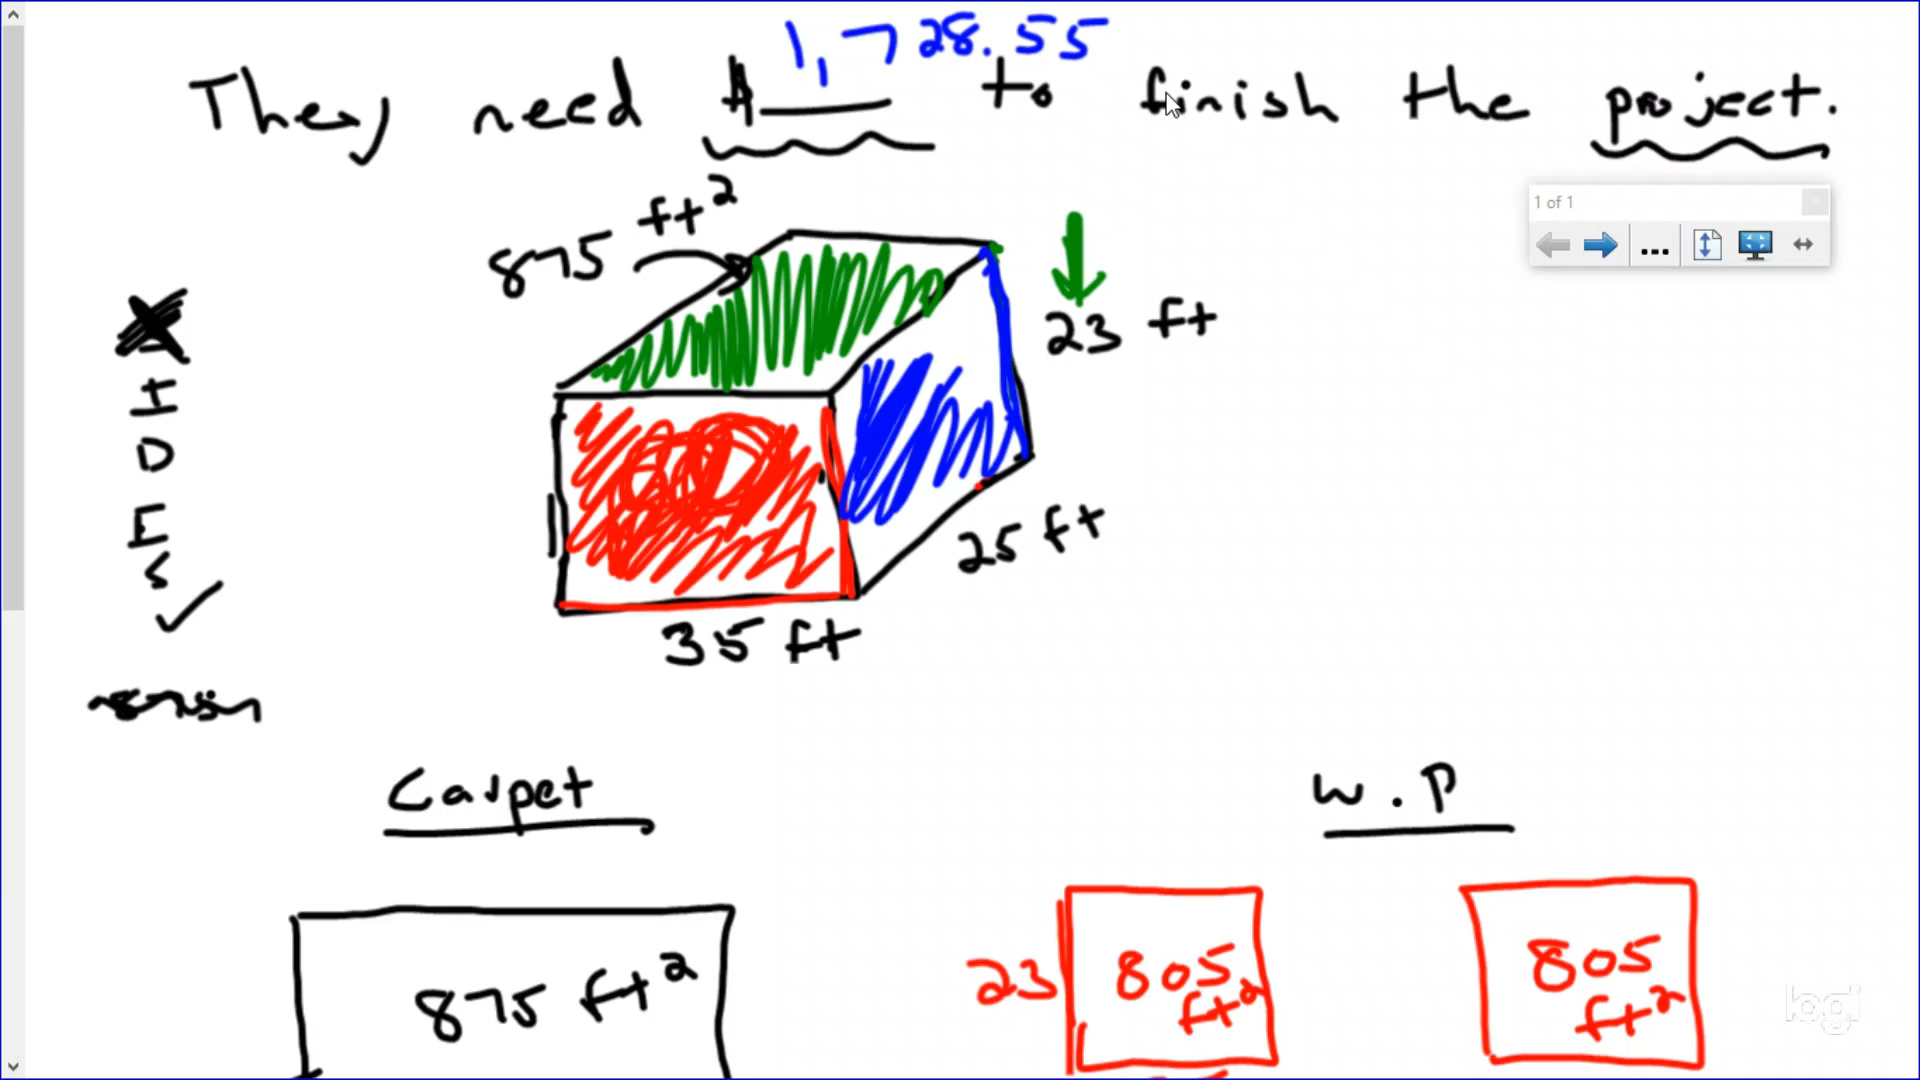 1,728.55
They need $ to finish the project.
1 of 1
875 ft²
23 ft
I
D
E
S
25 ft
35 ft
Carpet
W.P
875 ft²
23
805
ft²
805
ft²
logi